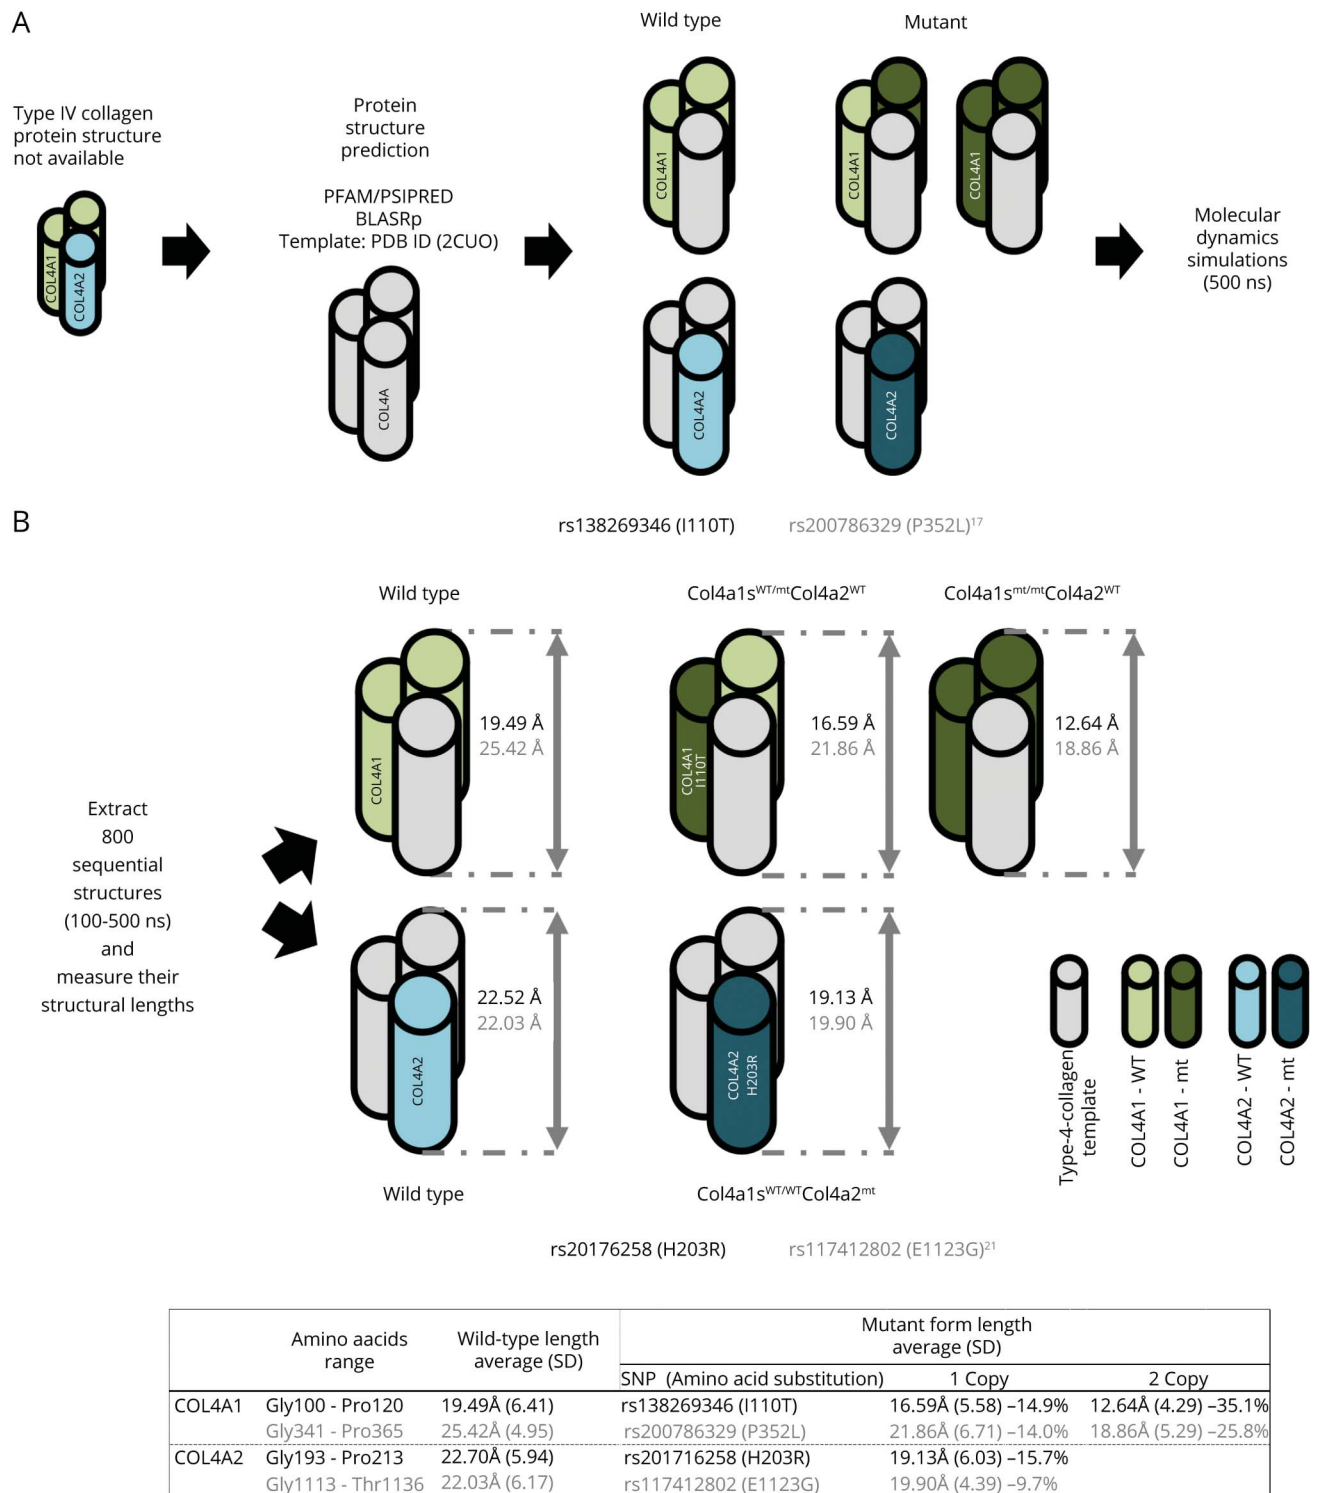 A
Wild type
Mutant
Type IV collagen
protein structure
not available
Protein
structure
prediction
PFAM/PSIPRED
BLASRp
Template: PDB ID (2CUO)
COL4A1
COL4A2
COL4A
COL4A1
COL4A1
COL4A1
COL4A2
COL4A2
Molecular
dynamics
simulations
(500 ns)
B
rs138269346 (I110T) rs200786329 (P352L)¹⁷
Wild type
Col4a1sᵂᵀ/ᵐᵗCol4a2ᵂᵀ
Col4a1sᵐᵗ/ᵐᵗCol4a2ᵂᵀ
COL4A1
19.49 Å
25.42 Å
COL4A1
I110T
16.59 Å
21.86 Å
12.64 Å
18.86 Å
Extract
800
sequential
structures
(100-500 ns)
and
measure their
structural lengths
COL4A2
22.52 Å
22.03 Å
COL4A2
H203R
19.13 Å
19.90 Å
Wild type
Col4a1sᵂᵀ/ᵂᵀCol4a2ᵐᵗ
Type-4-collagen
template
COL4A1 - WT
COL4A1 - mt
COL4A2 - WT
COL4A2 - mt
rs20176258 (H203R) rs117412802 (E1123G)²¹
Amino aacids
range
Wild-type length
average (SD)
Mutant form length
average (SD)
SNP (Amino acid substitution) 1 Copy 2 Copy
COL4A1 Gly100 - Pro120 19.49Å (6.41) rs138269346 (I110T) 16.59Å (5.58) –14.9% 12.64Å (4.29) –35.1%
Gly341 - Pro365 25.42Å (4.95) rs200786329 (P352L) 21.86Å (6.71) –14.0% 18.86Å (5.29) –25.8%
COL4A2 Gly193 - Pro213 22.70Å (5.94) rs201716258 (H203R) 19.13Å (6.03) –15.7%
Gly1113 - Thr1136 22.03Å (6.17) rs117412802 (E1123G) 19.90Å (4.39) –9.7%